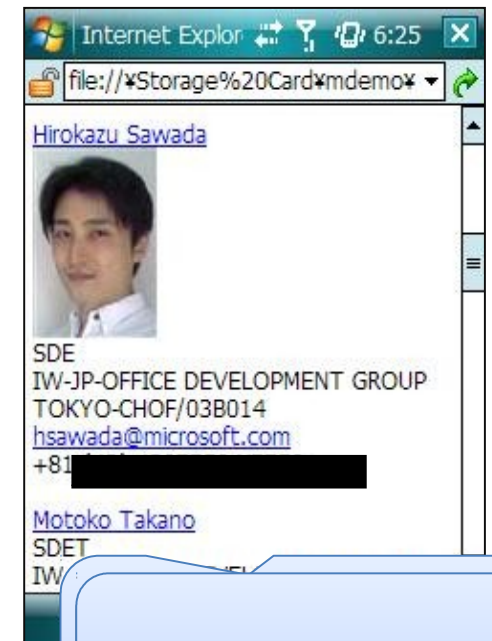 Internet Explor 6:25
file://¥Storage%20Card¥mdemo¥
Hirokazu Sawada
SDE
IW-JP-OFFICE DEVELOPMENT GROUP
TOKYO-CHOF/03B014
hsawada@microsoft.com
+81
Motoko Takano
SDET
IW